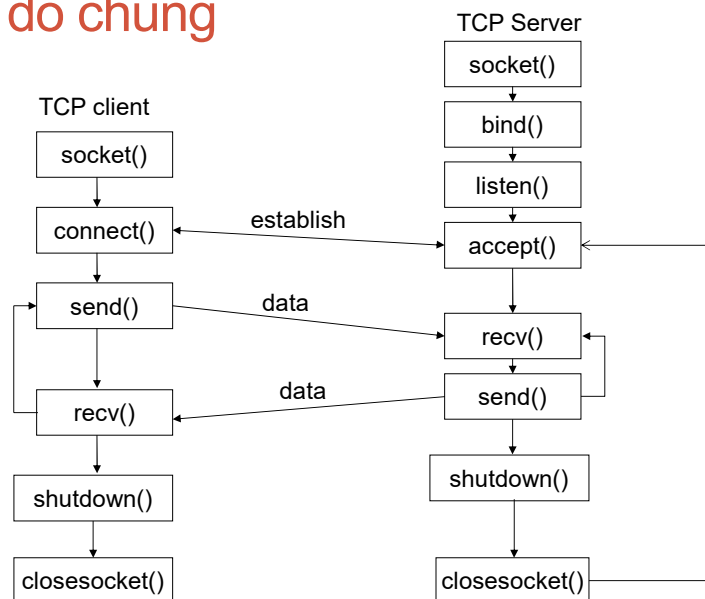 do chung
TCP Server
socket()
TCP client
bind()
socket()
listen()
connect()
establish
accept()
send()
data
recv()
data
send()
recv()
shutdown()
shutdown()
closesocket()
closesocket()